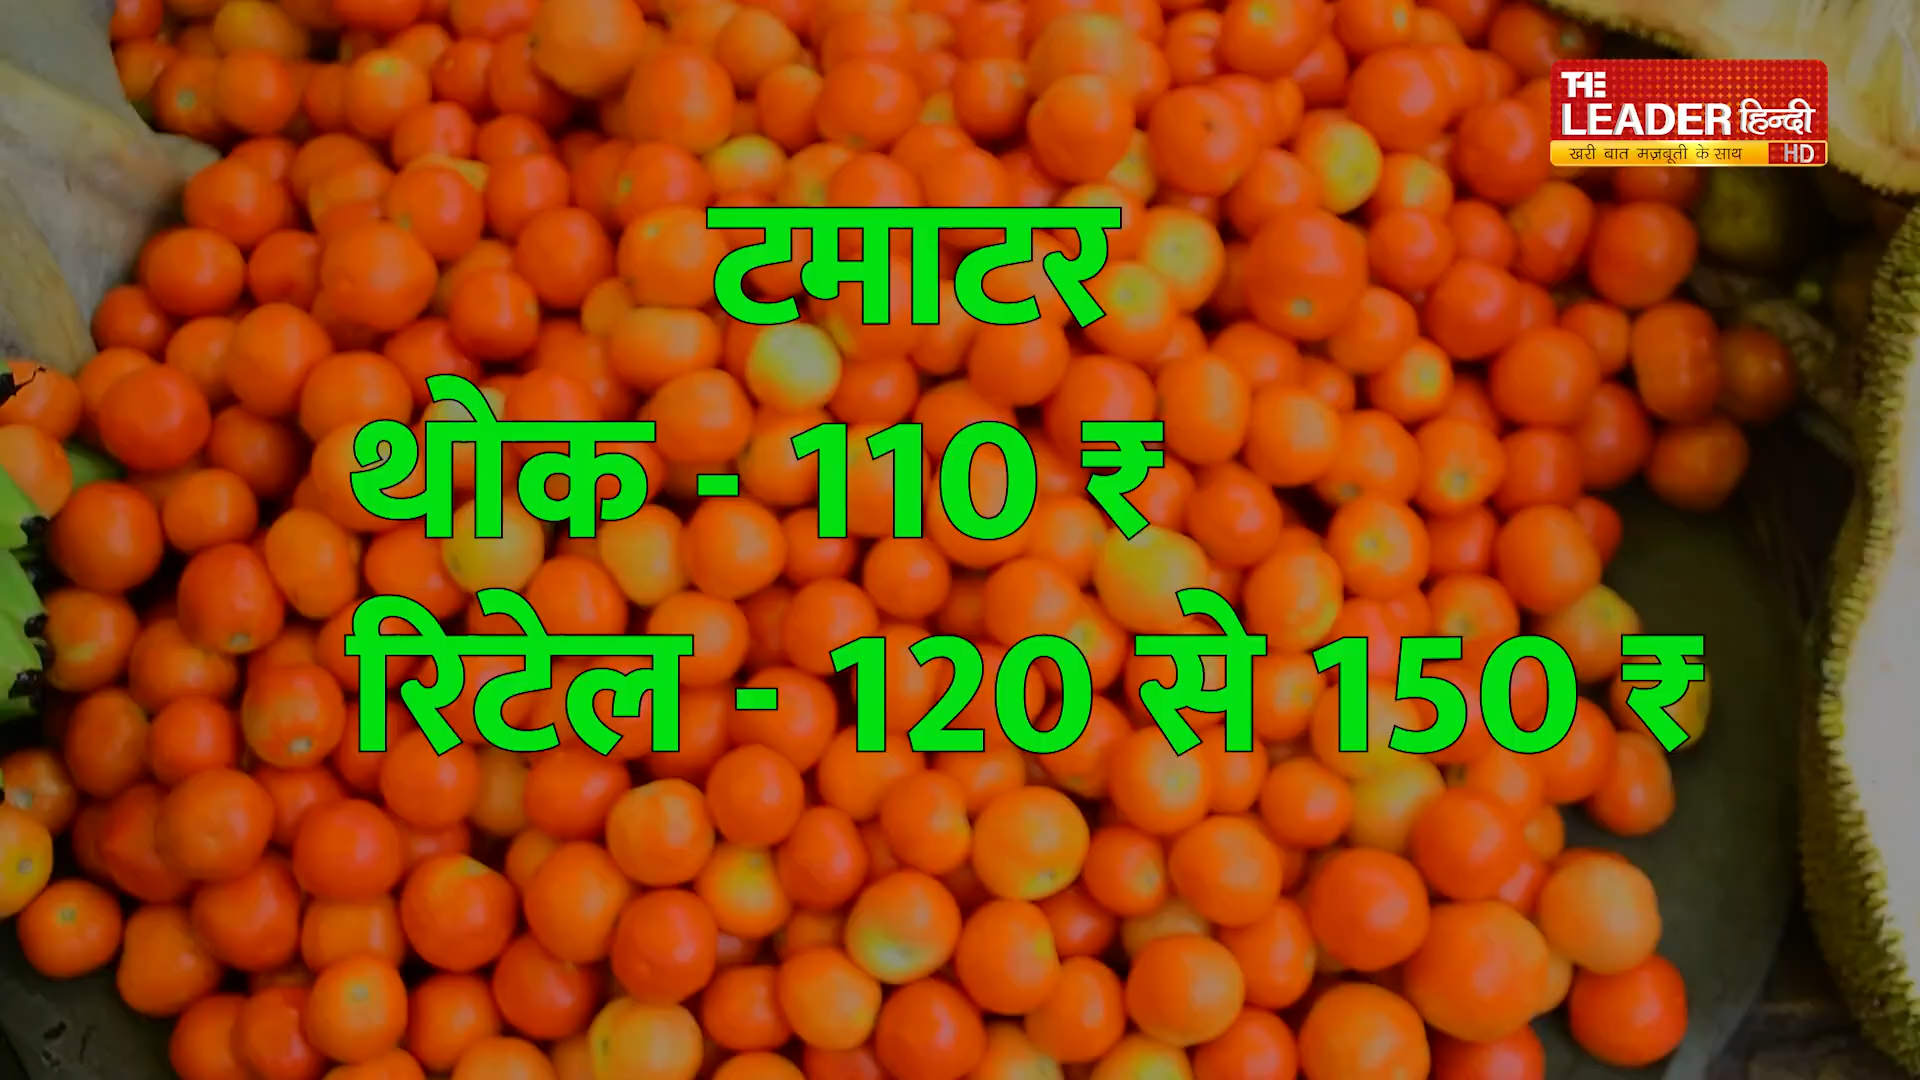 THE
LEADER हिन्दी
खरी बात मज़बूती के साथ HD
टमाटर
थोक - 110 ₹
रिटेल - 120 से 150 ₹